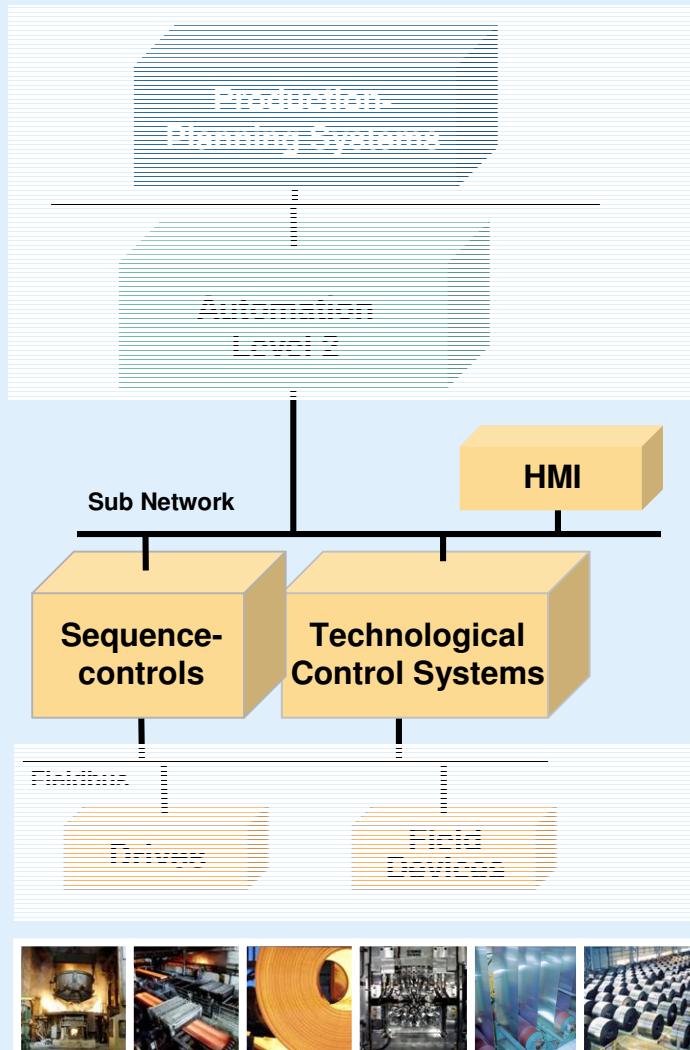 Production-
Planning Systems
Automation
Level 2
HMI
Sub Network
Sequence-
controls
Technological
Control Systems
Fieldbus
Drives
Field
Devices